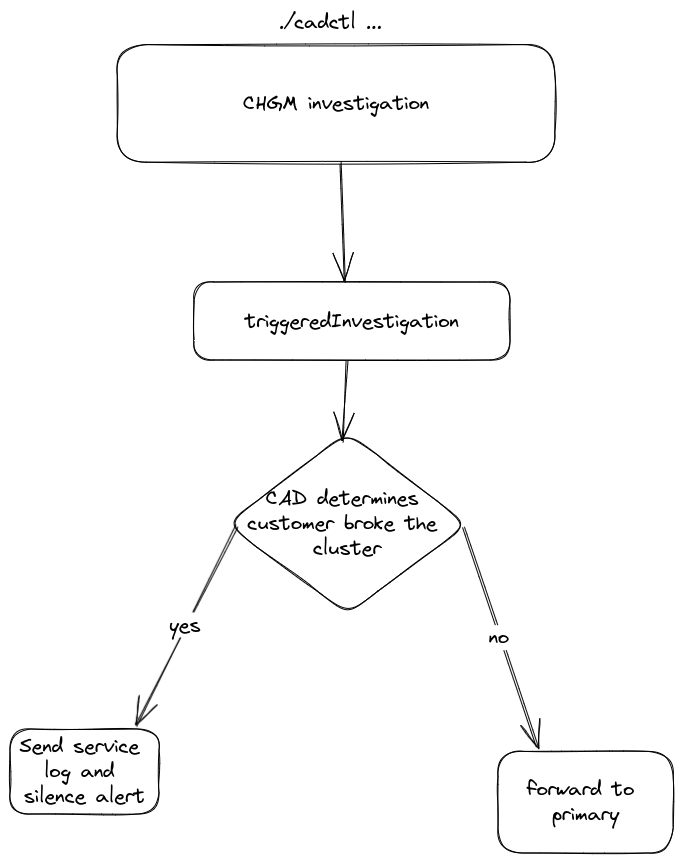 ./cadctl ...
CHGM investigation
triggeredInvestigation
CAD determines
customer broke the
cluster
yes
no
Send service
log and
silence alert
forward to
primary